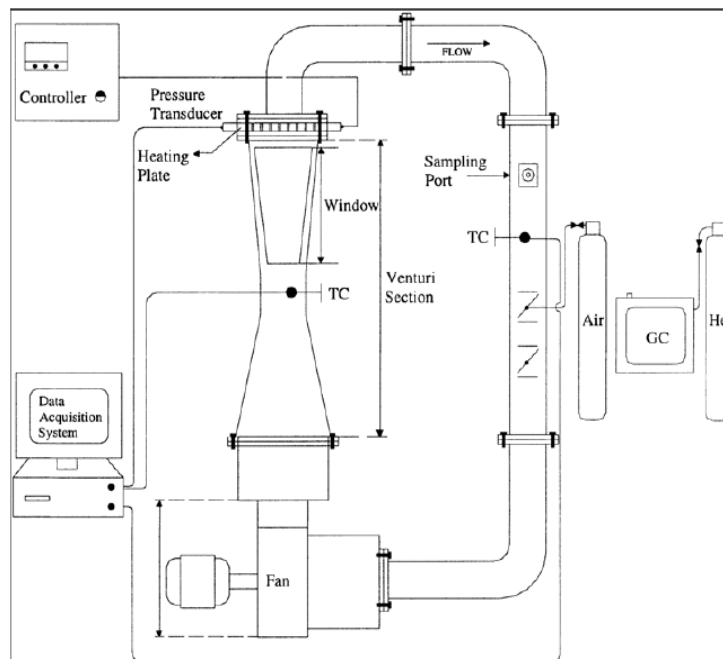 FLOW
Controller
Pressure
Transducer
Heating
Plate
Window
Sampling
Port
TC
TC
Venturi
Section
Air
GC
He
Data
Acquisition
System
Fan